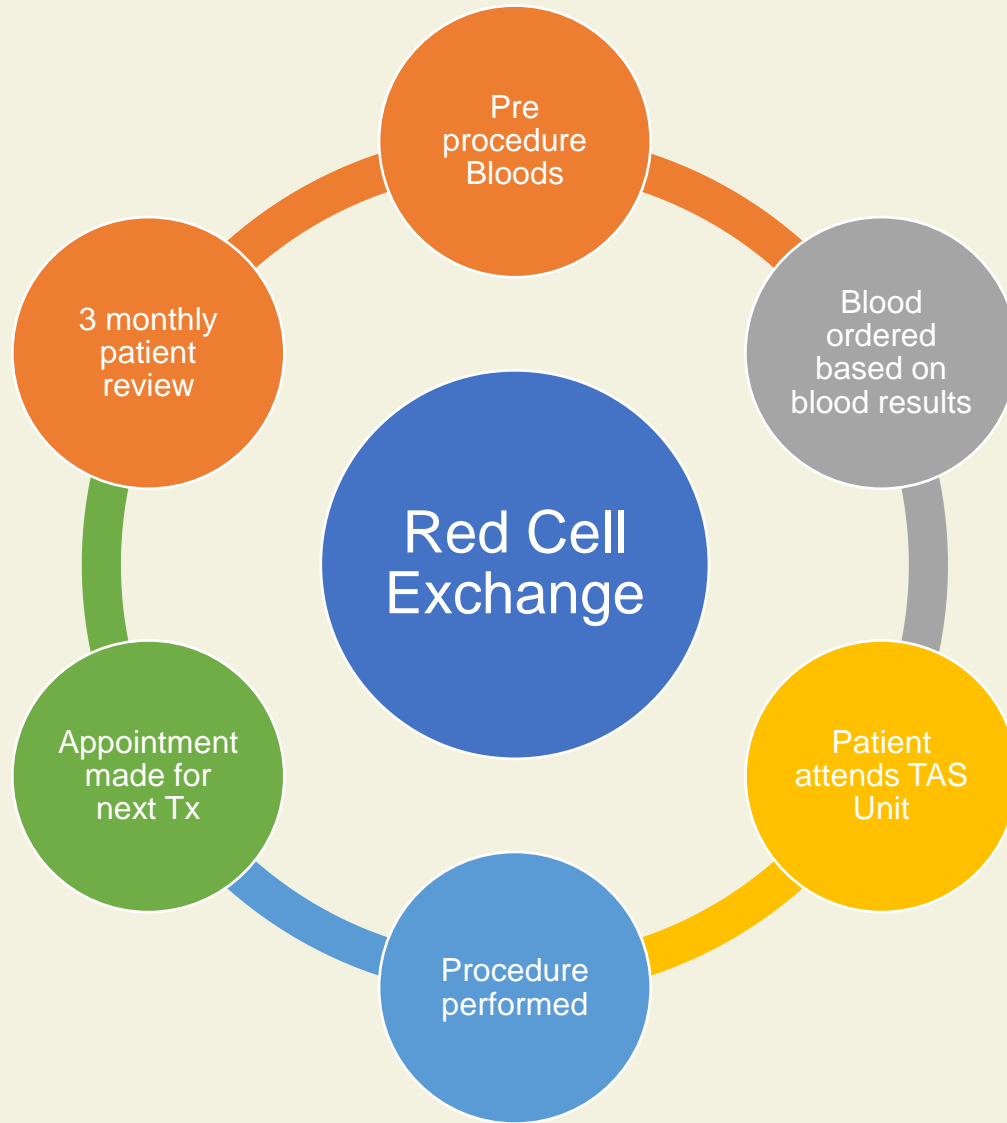 Pre
procedure
Bloods
Blood
ordered
based on
blood results
Patient
attends TAS
Unit
Procedure
performed
Appointment
made for
next Tx
3 monthly
patient
review
Red Cell
Exchange